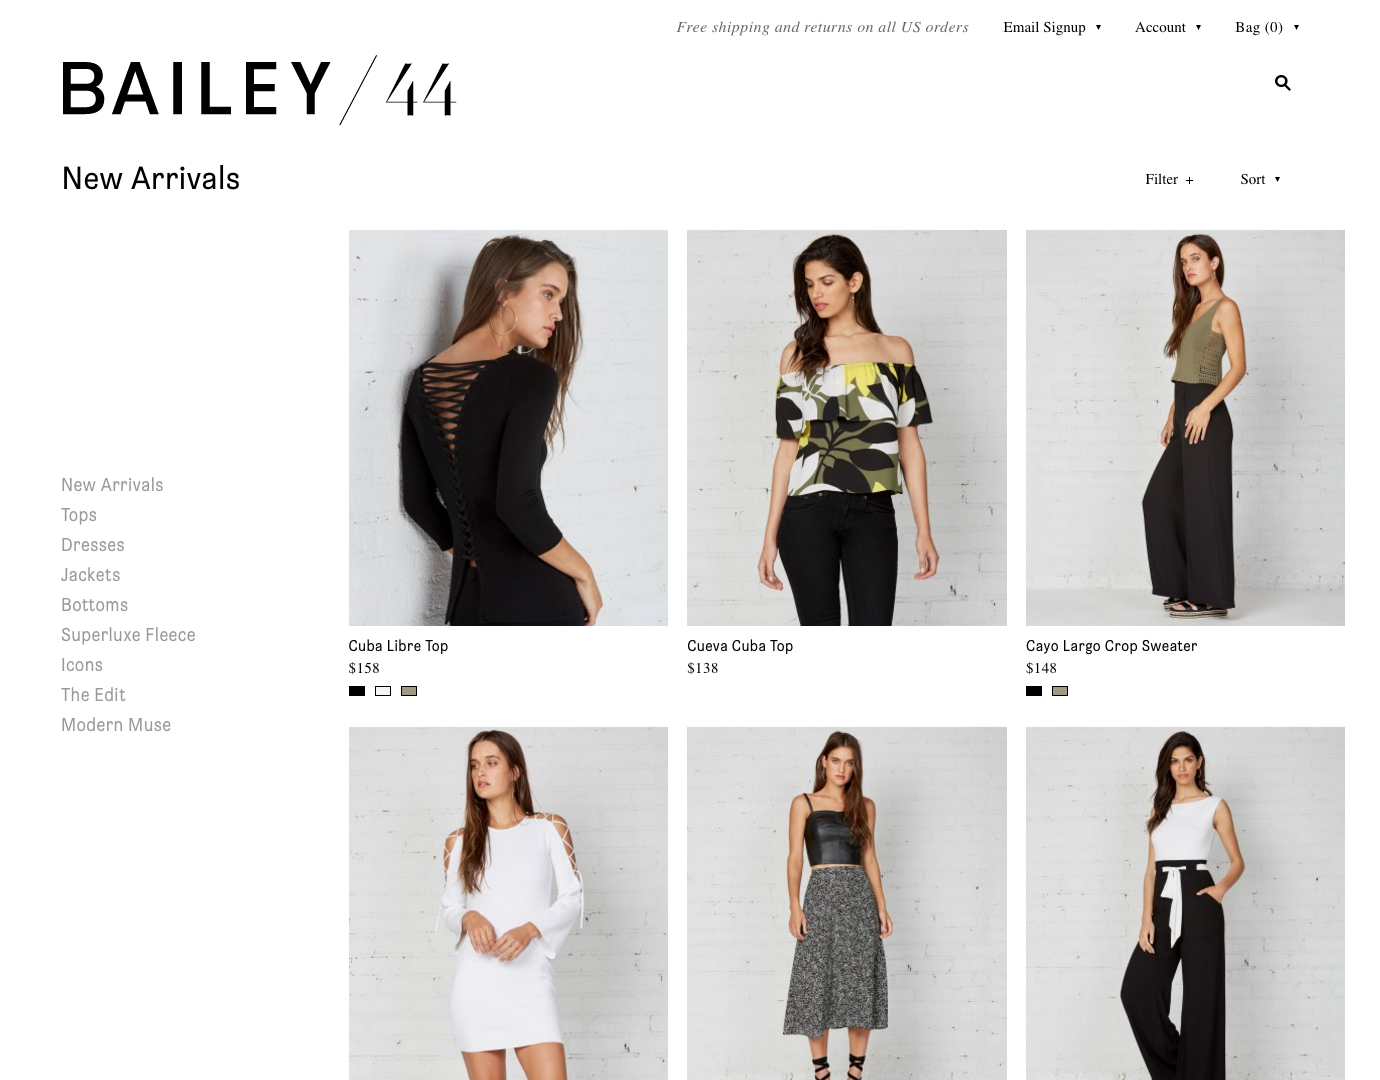 Free shipping and returns on all US orders
Email Signup ▼
Account ▼
Bag (0) ▼
BAILEY/44
New Arrivals
Filter +
Sort ▼
New Arrivals
Tops
Dresses
Jackets
Bottoms
Superluxe Fleece
Icons
The Edit
Modern Muse
Cuba Libre Top
$158
Cueva Cuba Top
$138
Cayo Largo Crop Sweater
$148